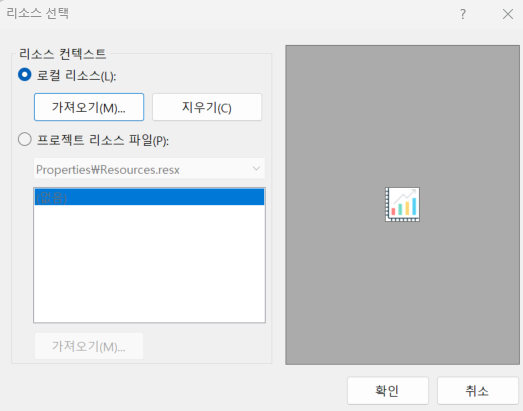 리소스 선택
?
리소스 컨텍스트
로컬 리소스(L):
가져오기(M)...
지우기(C)
프로젝트 리소스 파일(P):
Properties₩Resources.resx
(없음)
가져오기(M)...
확인
취소